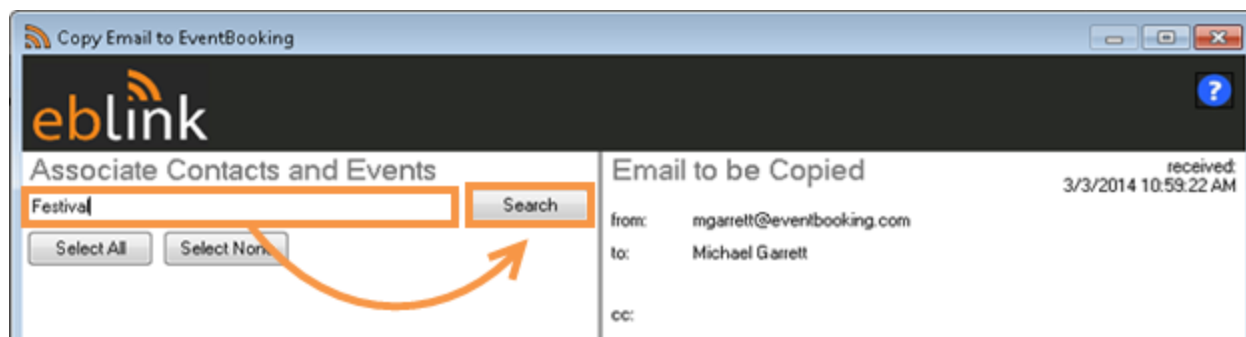 Copy Email to EventBooking
eblink
?
Associate Contacts and Events
Festival
Search
Select All
Select None
Email to be Copied
received:
3/3/2014 10:59:22 AM
from: mgarrett@eventbooking.com
to: Michael Garrett
cc: